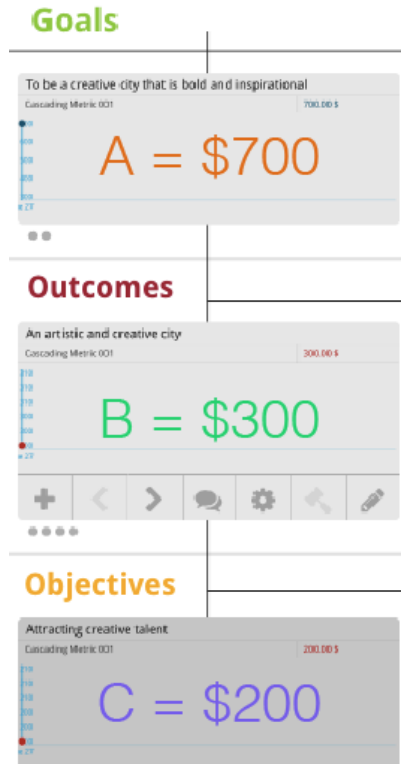 Goals
To be a creative city that is bold and inspirational
Cascading Metric 001 700.00 $
A = $700
Outcomes
An artistic and creative city
Cascading Metric 001 300.00 $
B = $300
Objectives
Attracting creative talent
Cascading Metric 001 200.00 $
C = $200